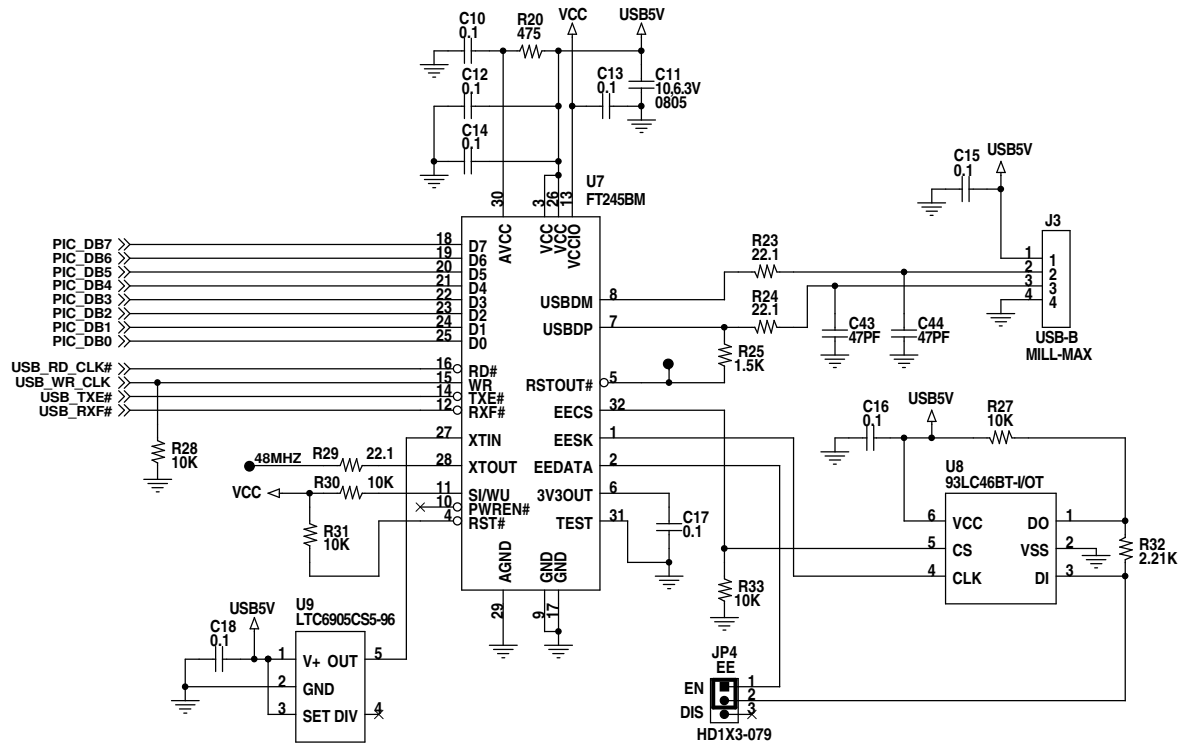 C10
0.1
R20
475
VCC
USB5V
C12
0.1
C13
0.1
C11
10,6.3V
0805
C14
0.1
U7
FT245BM
30
3
26
13
AVCC
VCC
VCC
VCCIO
C15
0.1
USB5V
J3
PIC_DB7 18 D7
PIC_DB6 19 D6
PIC_DB5 20 D5
PIC_DB4 21 D4
PIC_DB3 22 D3
PIC_DB2 23 D2
PIC_DB1 24 D1
PIC_DB0 25 D0
USB_RD_CLK# 16 RD#
USB_WR_CLK 15 WR
USB_TXE# 14 TXE#
USB_RXF# 12 RXF#
R23
22.1
R24
22.1
USBDM 8
USBDP 7
R25
1.5K
C43
47PF
C44
47PF
1 1
2 2
3 3
4 4
USB-B
MILL-MAX
RSTOUT# 5
EECS 32
EESK 1
EEDATA 2
3V3OUT 6
TEST 31
R28
10K
27 XTIN
48MHZ R29 22.1 28 XTOUT
R30 10K
VCC
11 SI/WU
10 PWREN#
4 RST#
R31
10K
C17
0.1
AGND
GND
GND
29
9
17
C16
0.1
USB5V
R27
10K
U8
93LC46BT-I/OT
6 VCC DO 1
5 CS VSS 2
4 CLK DI 3
R32
2.21K
R33
10K
C18
0.1
USB5V
U9
LTC6905CS5-96
1 V+ OUT 5
2 GND
3 SET DIV 4
JP4
EE
EN 1
2
DIS 3
HD1X3-079